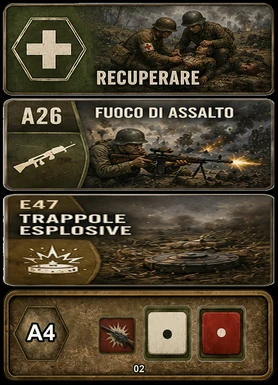 RECUPERARE
A26
FUOCO DI ASSALTO
E47
TRAPPOLE
ESPLOSIVE
A4
02